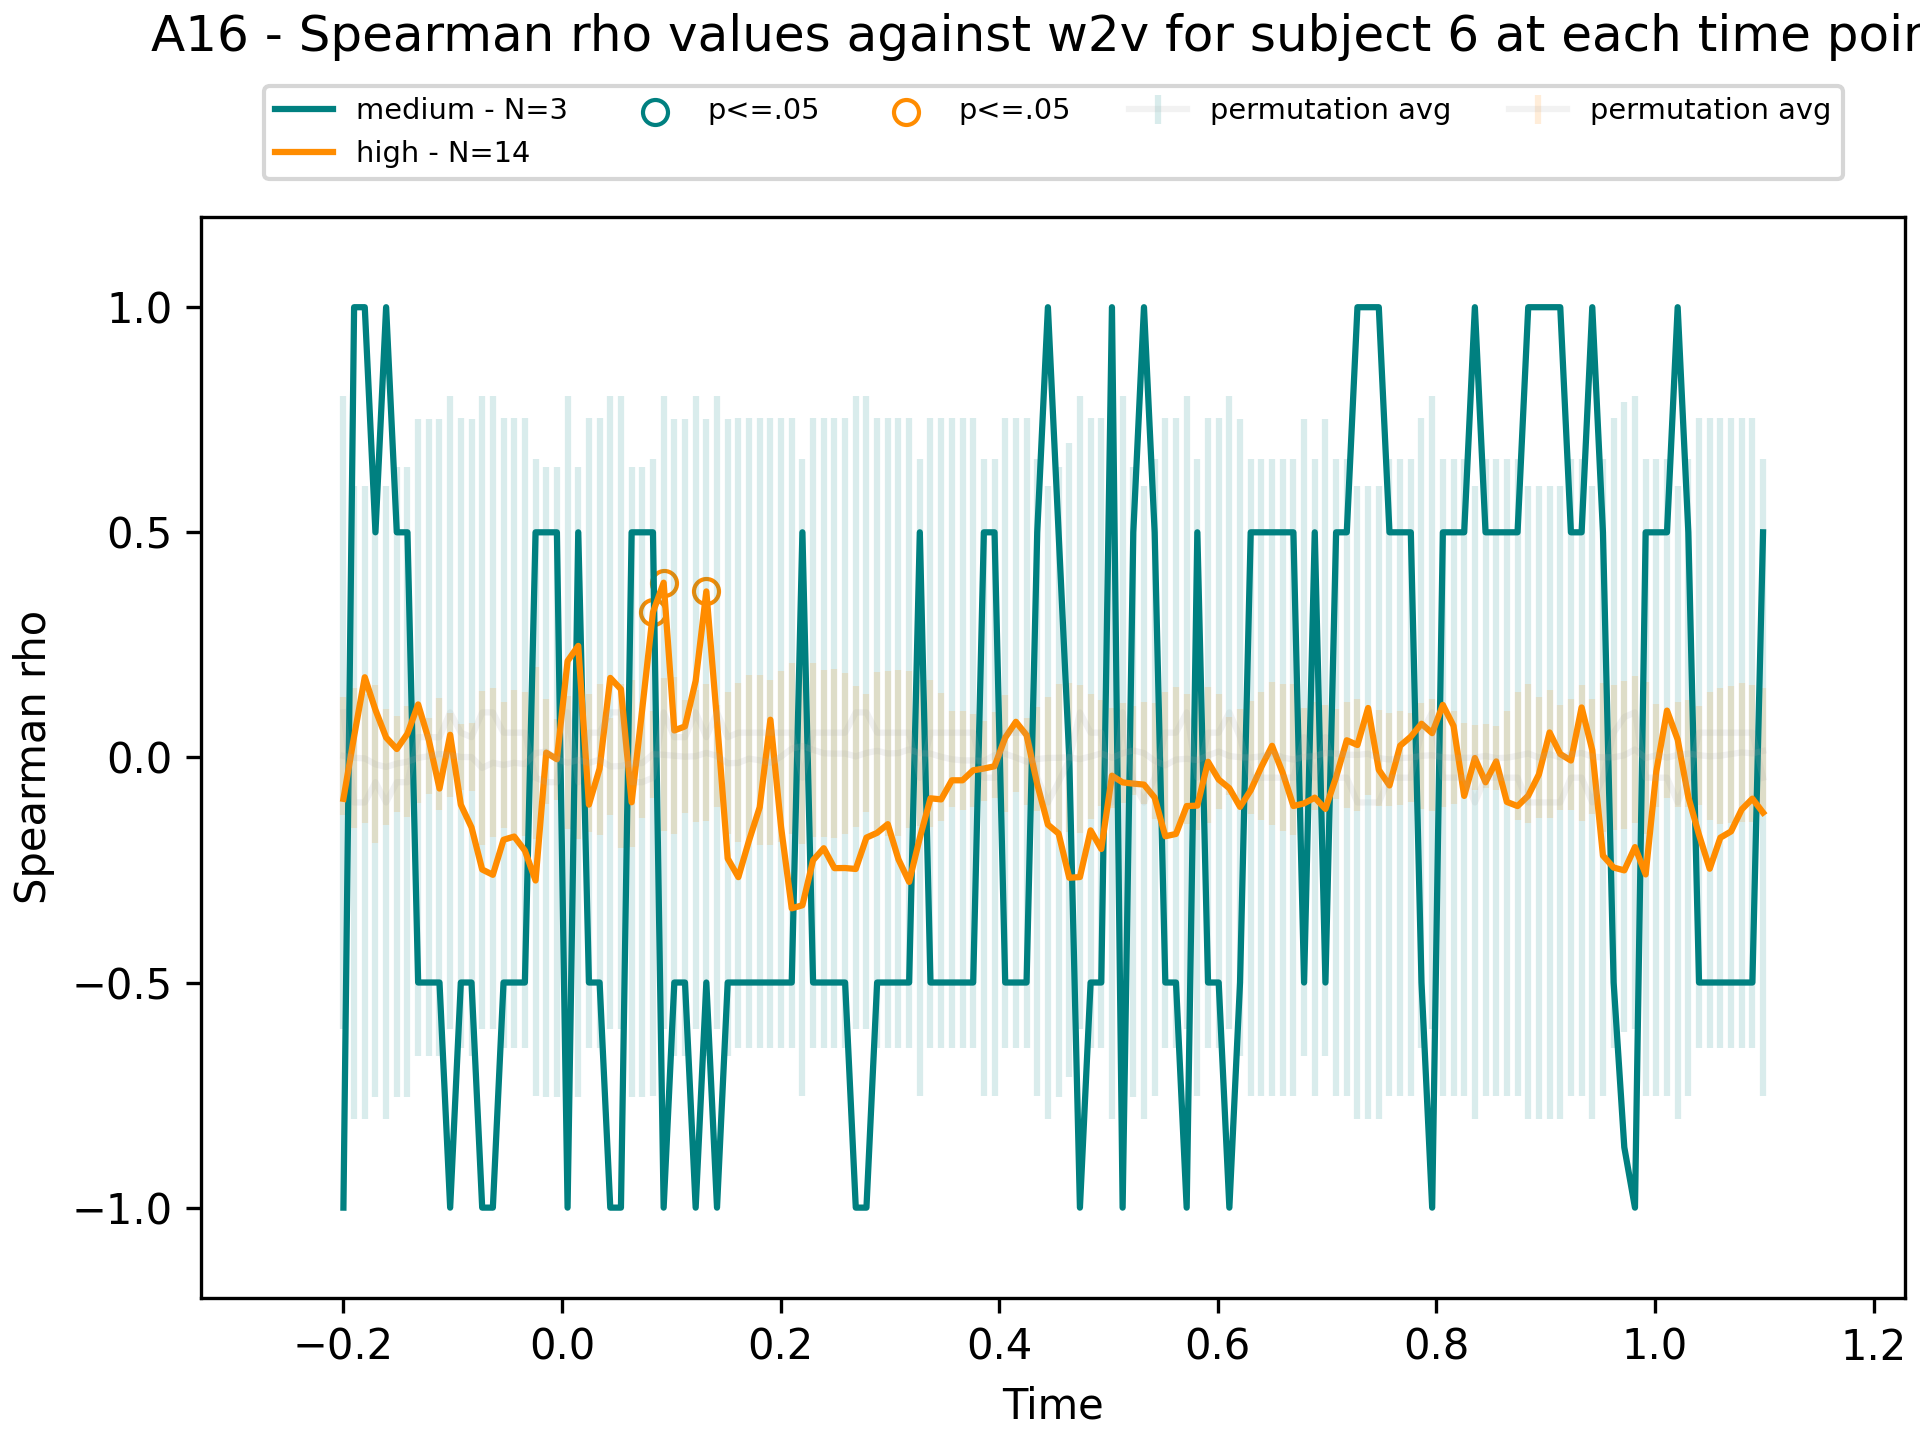 A16 - Spearman rho values against w2v for subject 6 at each time poin
medium - N=3
high - N=14
p<=.05
p<=.05
permutation avg
permutation avg
1.0
0.5
0.0
−0.5
−1.0
Spearman rho
−0.2
0.0
0.2
0.4
0.6
0.8
1.0
1.2
Time